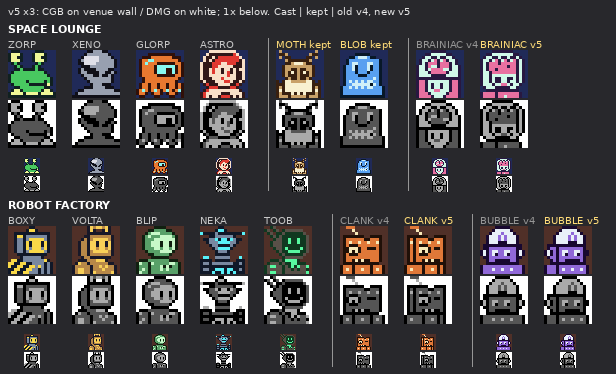 v5 x3: CGB on venue wall / DMG on white; 1x below. Cast | kept | old v4, new v5
SPACE LOUNGE
ZORP XENO GLORP ASTRO MOTH kept BLOB kept BRAINIAC v4 BRAINIAC v5
ROBOT FACTORY
BOXY VOLTA BLIP NEKA TOOB CLANK v4 CLANK v5 BUBBLE v4 BUBBLE v5